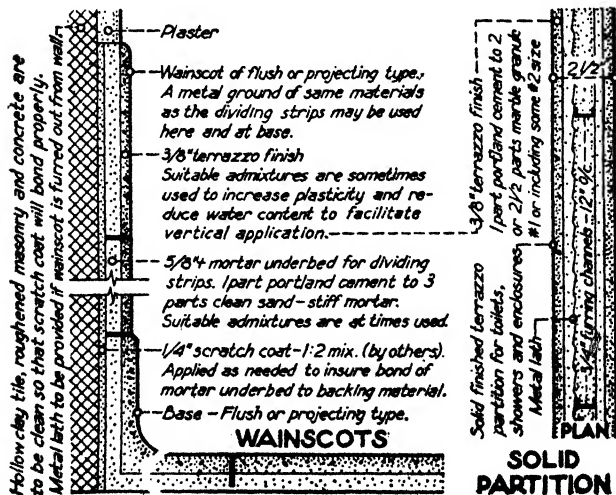 Hollow clay tile, roughened masonry and concrete are
to be clean so that scratch coat will bond properly.
Metal lath to be provided if wainscot is furred out from wall.
Plaster
Wainscot of flush or projecting type.
A metal ground of same materials
as the dividing strips may be used
here and at base.
3/8" terrazzo finish
Suitable admixtures are sometimes
used to increase plasticity and re-
duce water content to facilitate
vertical application.
5/8"± mortar underbed for dividing
strips. 1 part portland cement to 3
parts clean sand - stiff mortar.
Suitable admixtures are at times used.
1/4" scratch coat - 1:2 mix. (by others).
Applied as needed to insure bond of
mortar underbed to backing material.
Base - Flush or projecting type.
WAINSCOTS
3/8" terrazzo finish
1 part portland cement to 2
or 2 1/2 parts marble granule
#1 or including some #2 size
Solid finished terrazzo
partition for toilets,
showers and enclosures
Metal lath
2 1/2
3/4" furring channels - 12" o/c
PLAN
SOLID
PARTITION